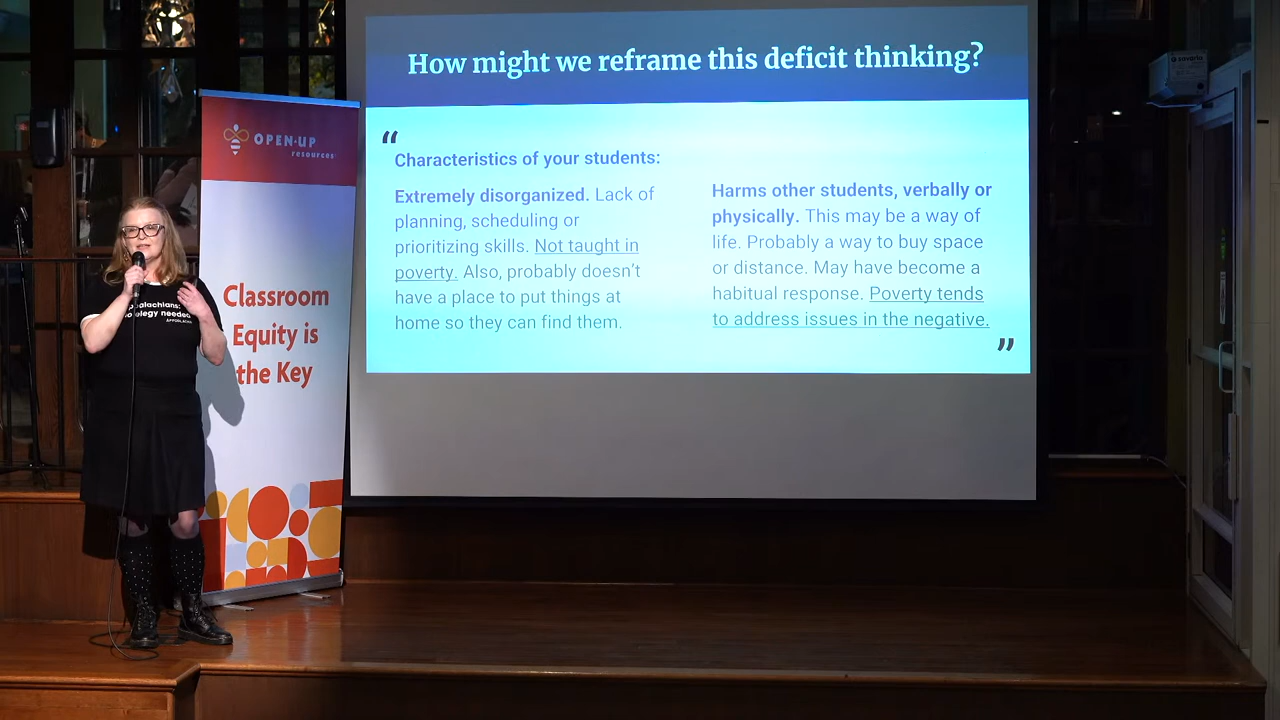 How might we reframe this deficit thinking?
“
Characteristics of your students:
Extremely disorganized. Lack of
planning, scheduling or
prioritizing skills. Not taught in
poverty. Also, probably doesn't
have a place to put things at
home so they can find them.
Harms other students, verbally or
physically. This may be a way of
life. Probably a way to buy space
or distance. May have become a
habitual response. Poverty tends
to address issues in the negative.
”
OPEN-UP
resources
Classroom
Equity is
the Key
needed
savaria